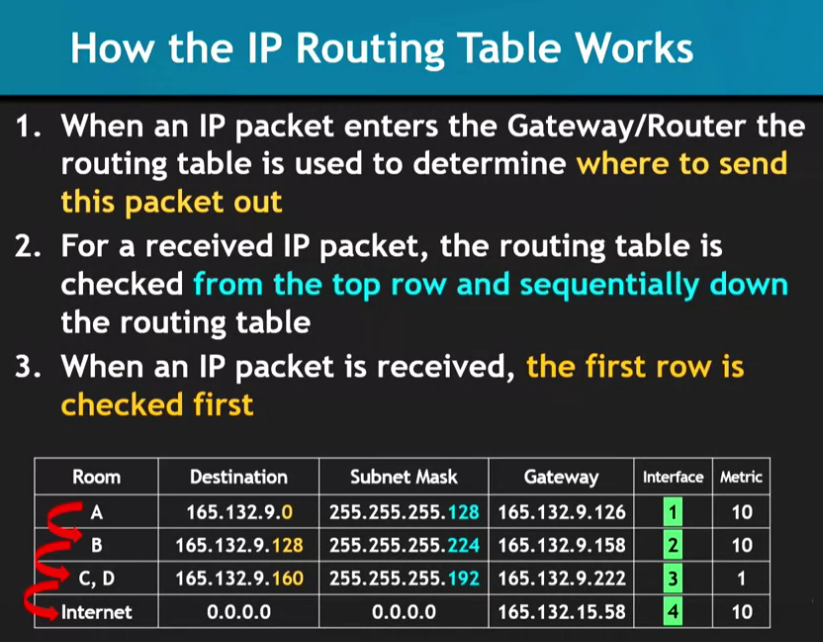 How the IP Routing Table Works
1. When an IP packet enters the Gateway/Router the
routing table is used to determine where to send
this packet out
2. For a received IP packet, the routing table is
checked from the top row and sequentially down
the routing table
3. When an IP packet is received, the first row is
checked first
Room Destination Subnet Mask Gateway Interface Metric
A 165.132.9.0 255.255.255.128 165.132.9.126 1 10
B 165.132.9.128 255.255.255.224 165.132.9.158 2 10
C, D 165.132.9.160 255.255.255.192 165.132.9.222 3 1
Internet 0.0.0.0 0.0.0.0 165.132.15.58 4 10